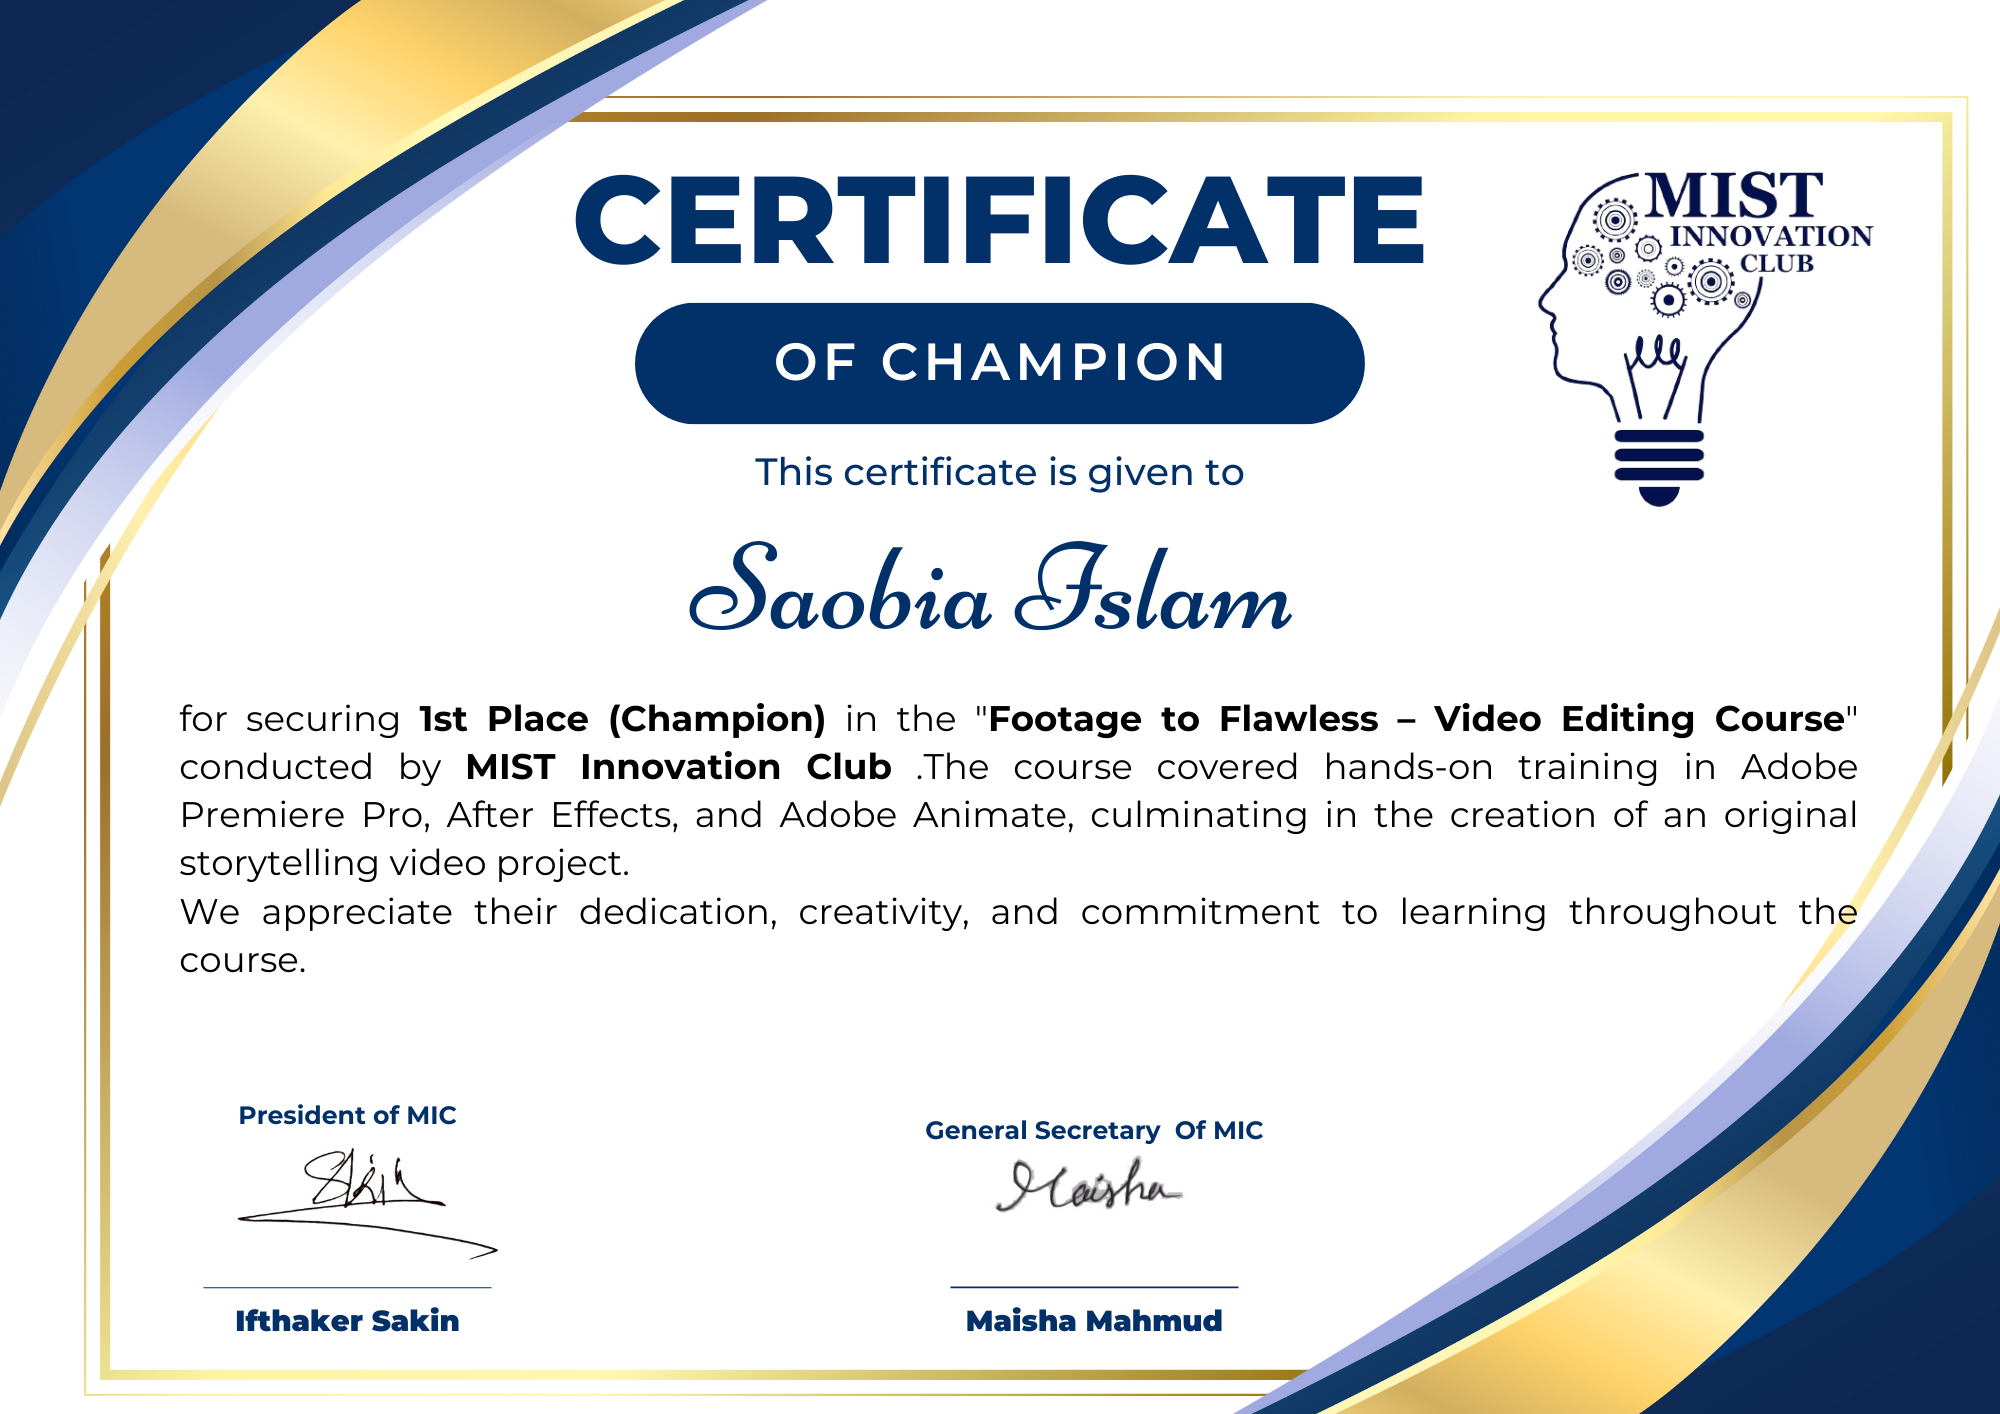 CERTIFICATE
MIST
INNOVATION
CLUB
OF CHAMPION
This certificate is given to
Saobia Islam
for securing 1st Place (Champion) in the "Footage to Flawless – Video Editing Course"
conducted by MIST Innovation Club .The course covered hands-on training in Adobe
Premiere Pro, After Effects, and Adobe Animate, culminating in the creation of an original
storytelling video project.
We appreciate their dedication, creativity, and commitment to learning throughout the
course.
President of MIC
Sakin
Ifthaker Sakin
General Secretary  Of MIC
Maisha
Maisha Mahmud